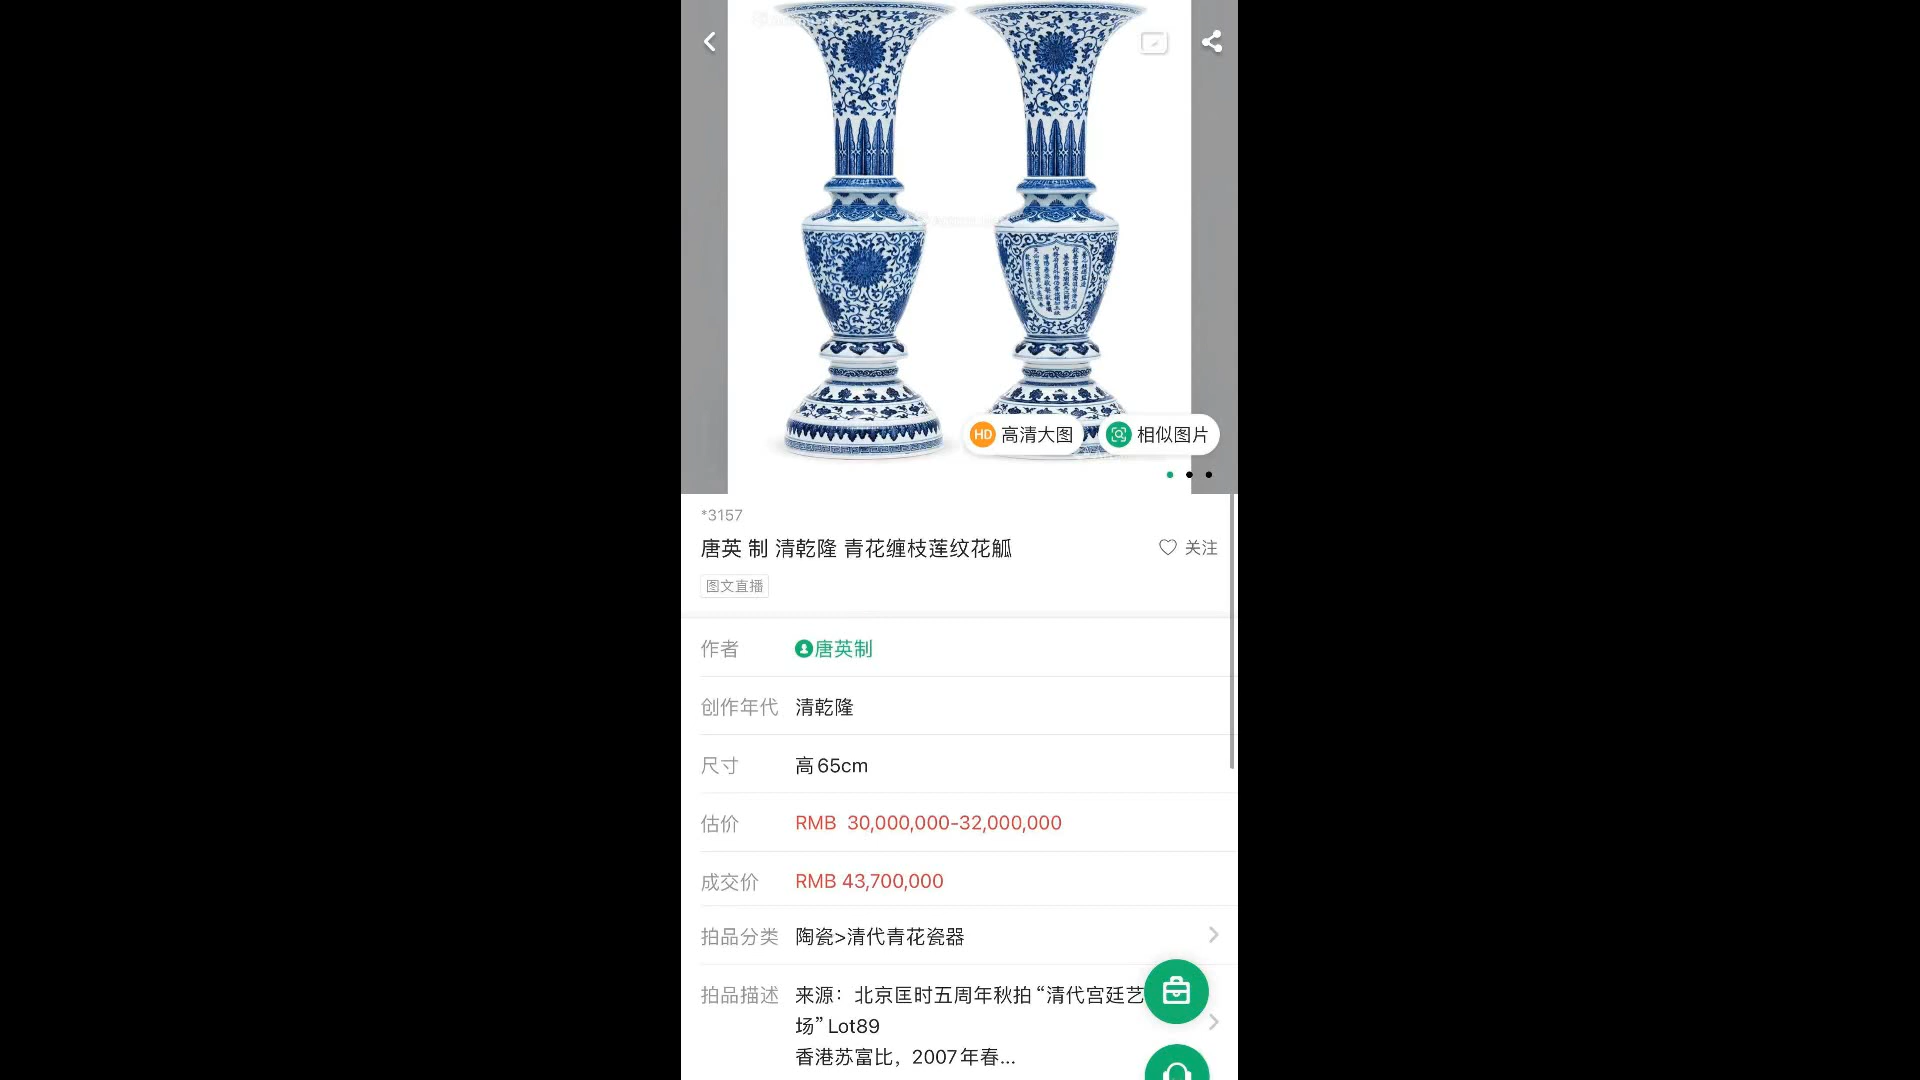 HD 高清大图
相似图片
*3157
唐英 制 清乾隆 青花缠枝莲纹花觚
关注
图文直播
作者 唐英制
创作年代 清乾隆
尺寸 高65cm
估价 RMB 30,000,000-32,000,000
成交价 RMB 43,700,000
拍品分类 陶瓷>清代青花瓷器
拍品描述 来源：北京匡时五周年秋拍“清代宫廷艺
场”Lot89
香港苏富比，2007年春...